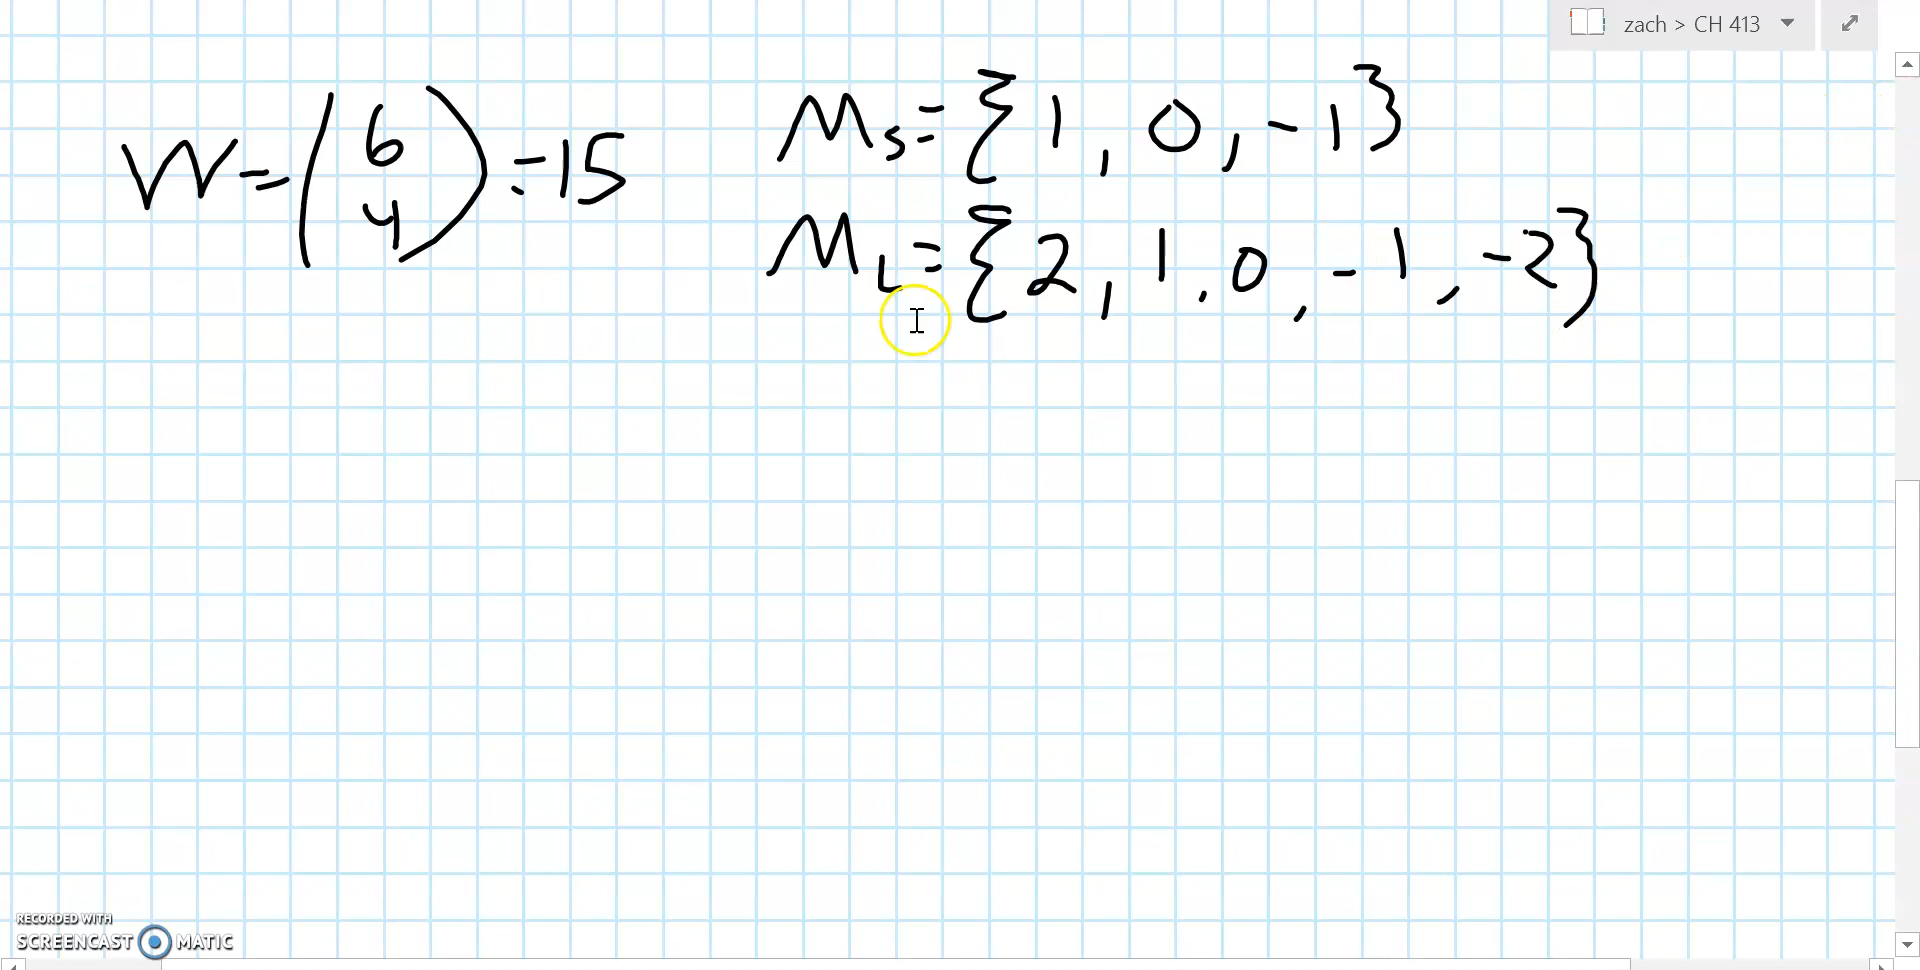 zach > CH 413
W = (6 4) = 15
Ms = {1, 0, -1}
ML = {2, 1, 0, -1, -2}
RECORDED WITH
SCREENCAST MATIC